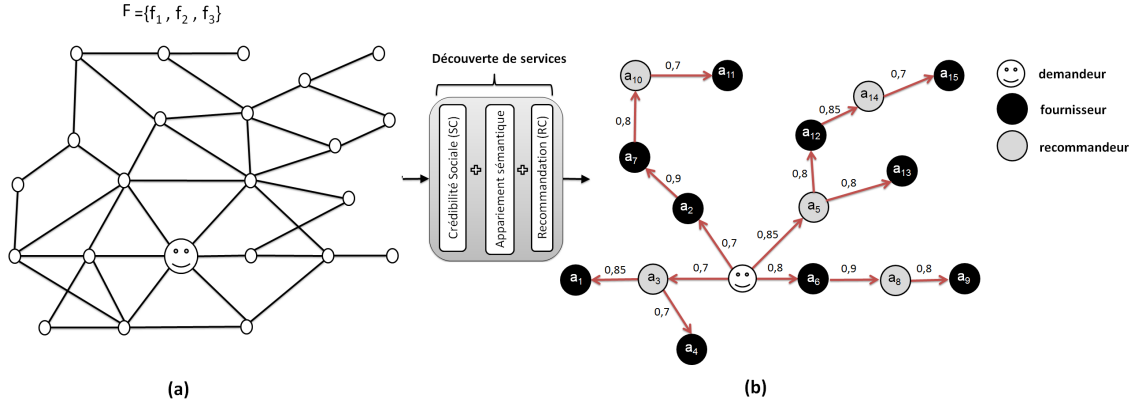 F ={f1 , f2 , f3}
Découverte de services
Crédibilité Sociale (SC)
Appariement sémantique
Recommandation (RC)
a10
0,7
a11
0,8
a7
0,9
a2
0,7
a15
0,7
a14
0,85
a12
0,8
a13
0,8
a5
0,85
a1
0,85
a3
0,7
0,8
a6
0,9
a8
0,8
a9
0,7
a4
demandeur
fournisseur
recommandeur
(a)
(b)